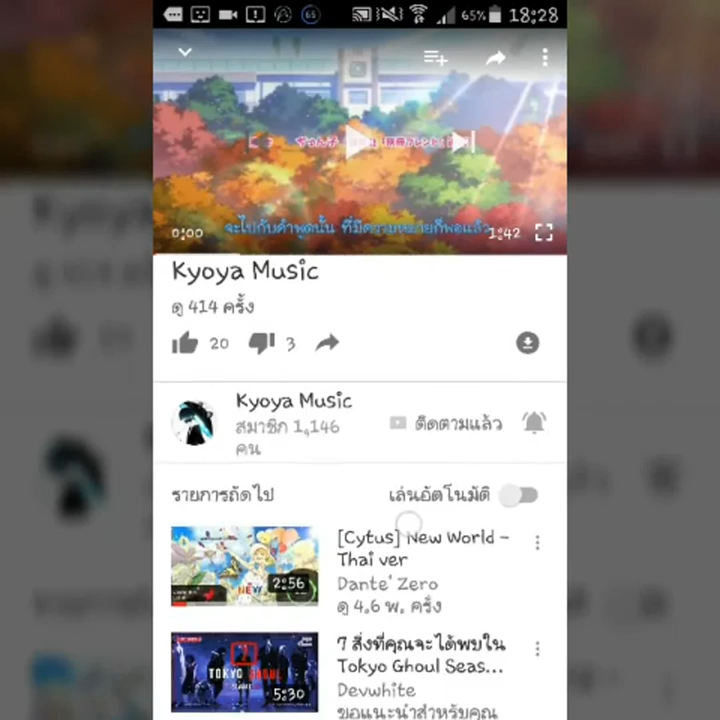 65
65%
18:28
จะไปกับคำพูดนั้น ที่มีความหมายก็พอแล้ว
0:00
1:42
Kyoya Music
ดู 414 ครั้ง
20
3
Kyoya Music
สมาชิก 1,146
คน
ติดตามแล้ว
รายการถัดไป
เล่นอัตโนมัติ
[Cytus] New World -
Thai ver
Dante' Zero
ดู 4.6 พ. ครั้ง
NEW
2:56
7 สิ่งที่คุณจะได้พบใน
Tokyo Ghoul Seas...
Devwhite
ขอแนะนำสำหรับคุณ
7
TOKYO GHOUL
5:30